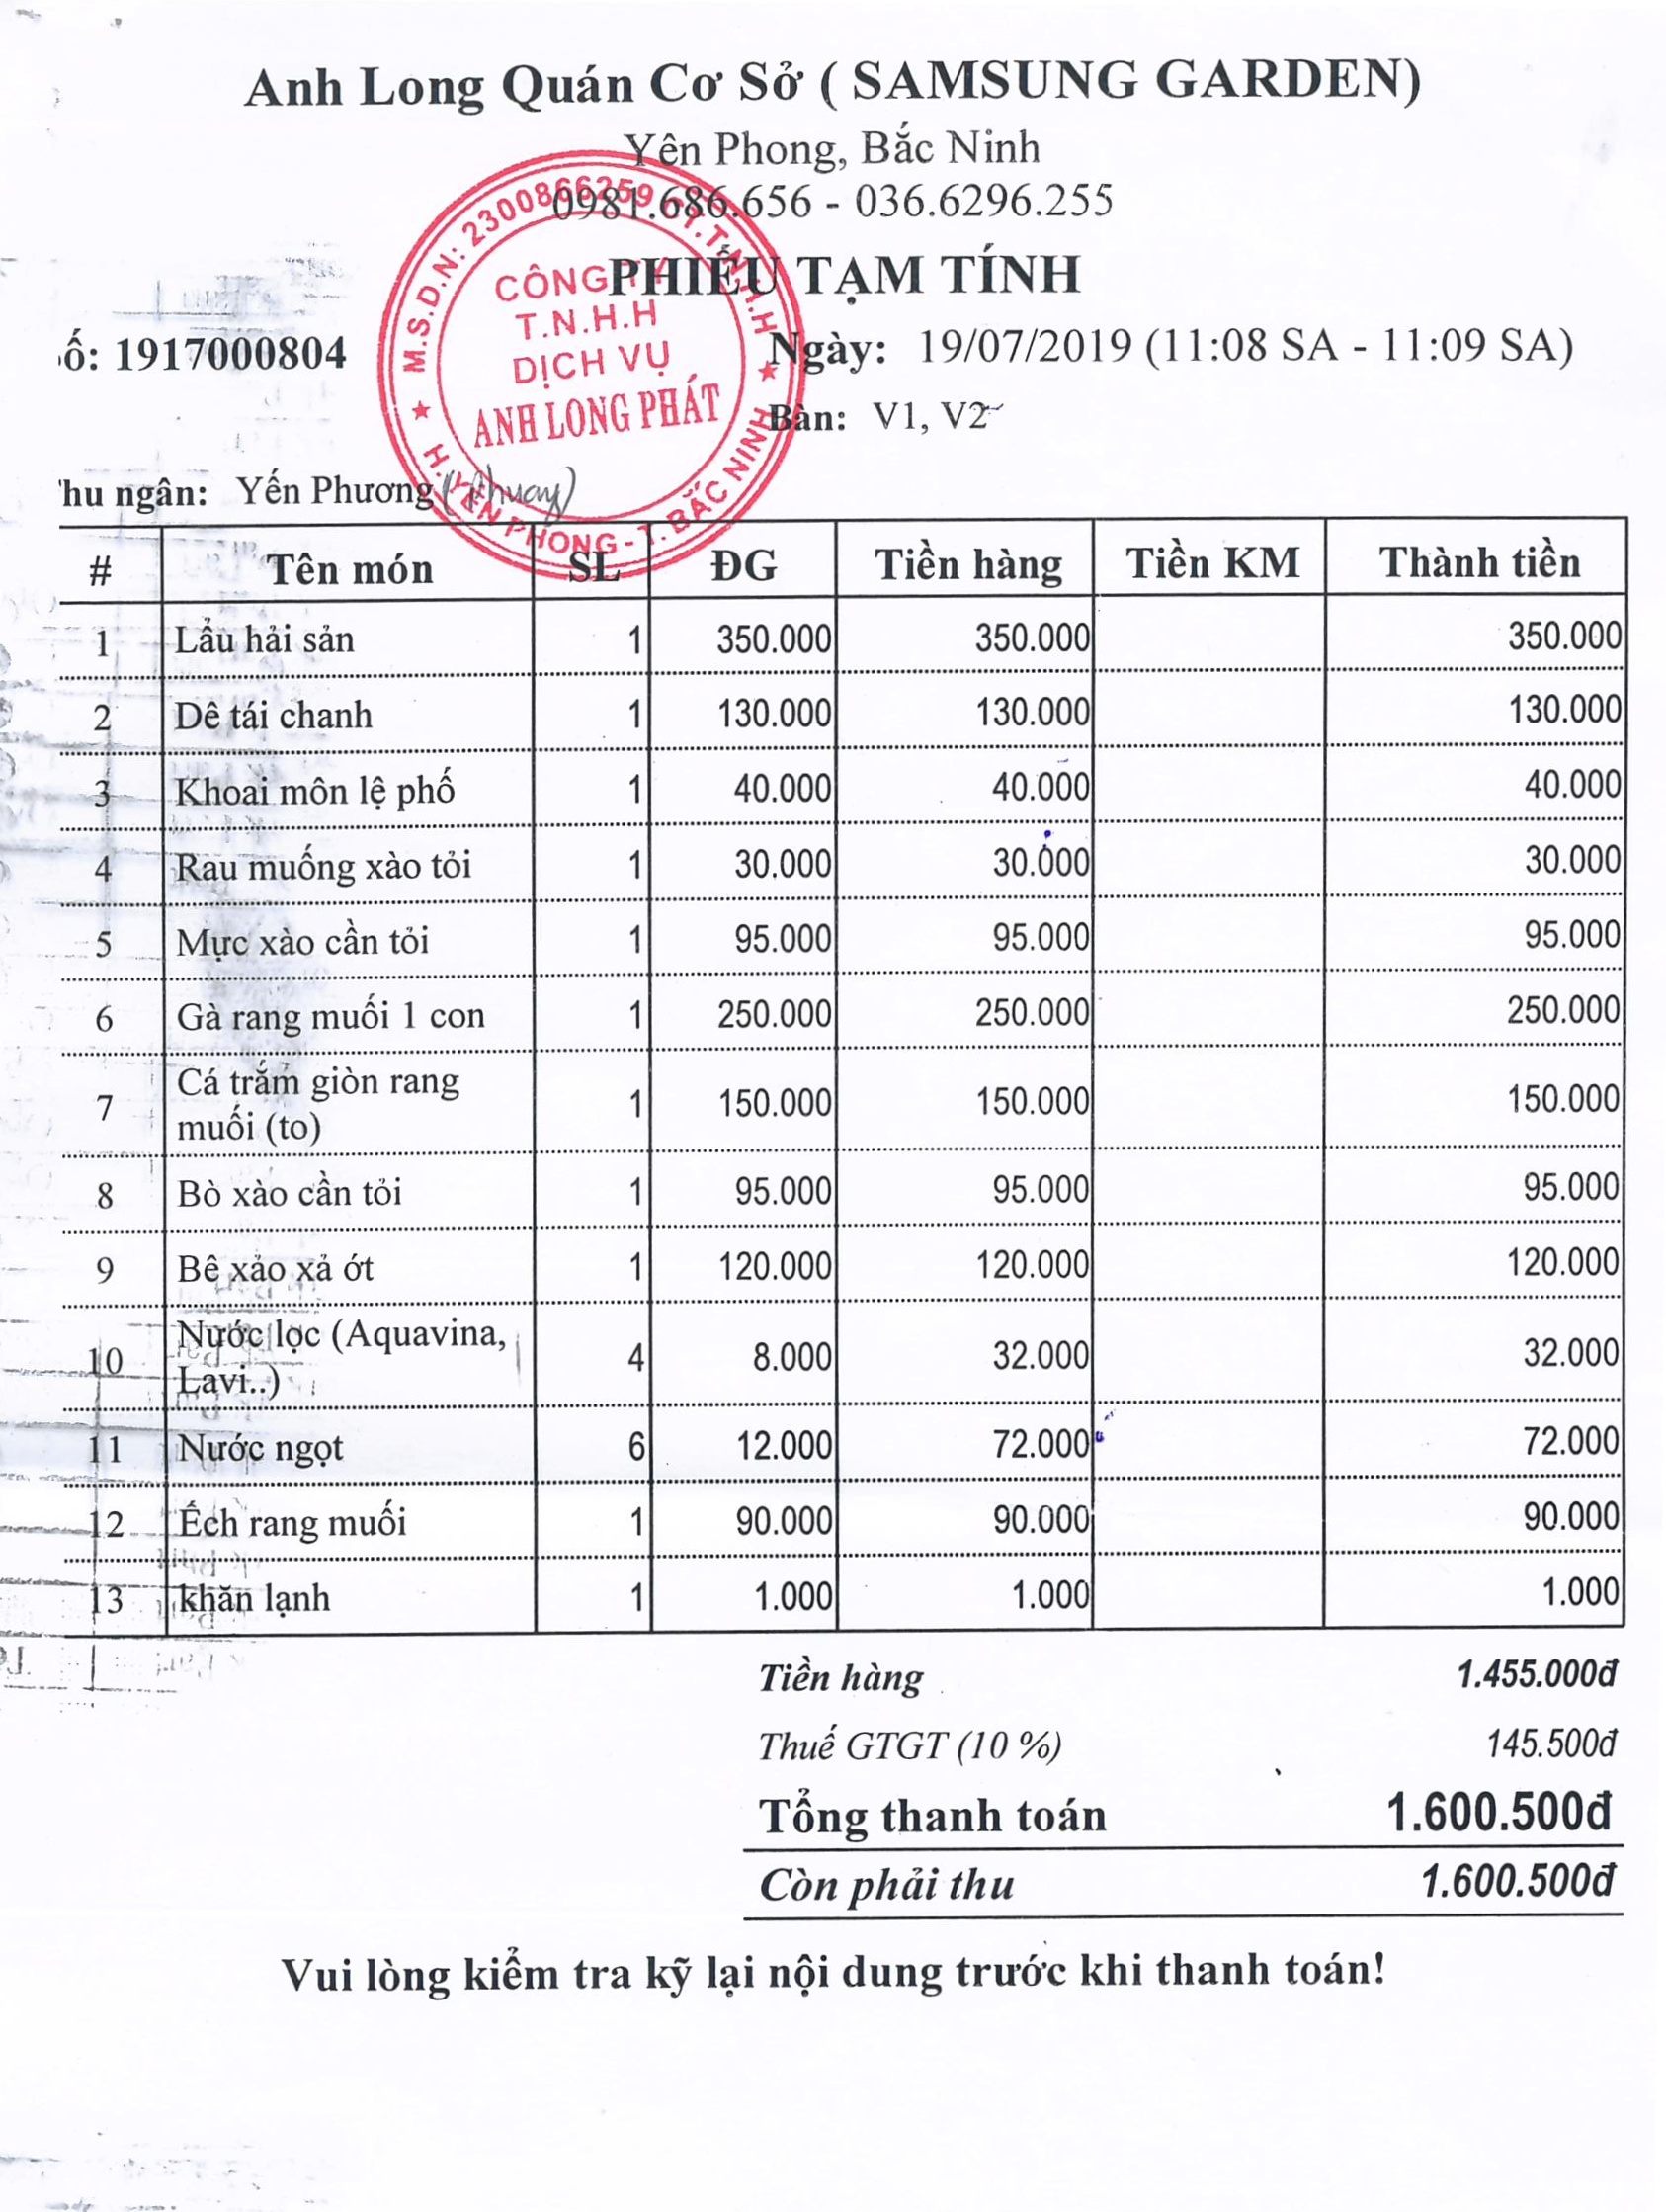 Anh Long Quán Cơ Sở ( SAMSUNG GARDEN)
Yên Phong, Bắc Ninh
0981.686.656 - 036.6296.255
PHIẾU TẠM TÍNH
M.S.D.N: 2300866259 CT.T.N.H.H
CÔNG TY
T.N.H.H
DỊCH VỤ
ANH LONG PHÁT
H. YÊN PHONG - T. BẮC NINH
ố: 1917000804 Ngày: 19/07/2019 (11:08 SA - 11:09 SA)
Bàn: V1, V2
hu ngân: Yến Phương
# Tên món SL ĐG Tiền hàng Tiền KM Thành tiền
1 Lẩu hải sản 1 350.000 350.000 350.000
2 Dê tái chanh 1 130.000 130.000 130.000
3 Khoai môn lệ phố 1 40.000 40.000 40.000
4 Rau muống xào tỏi 1 30.000 30.000 30.000
5 Mực xào cần tỏi 1 95.000 95.000 95.000
6 Gà rang muối 1 con 1 250.000 250.000 250.000
7 Cá trắm giòn rang muối (to) 1 150.000 150.000 150.000
8 Bò xào cần tỏi 1 95.000 95.000 95.000
9 Bê xảo xả ớt 1 120.000 120.000 120.000
10 Nước lọc (Aquavina, Lavi..) 4 8.000 32.000 32.000
11 Nước ngọt 6 12.000 72.000 72.000
12 Ếch rang muối 1 90.000 90.000 90.000
13 khăn lạnh 1 1.000 1.000 1.000
Tiền hàng 1.455.000đ
Thuế GTGT (10 %) 145.500đ
Tổng thanh toán 1.600.500đ
Còn phải thu 1.600.500đ
Vui lòng kiểm tra kỹ lại nội dung trước khi thanh toán!